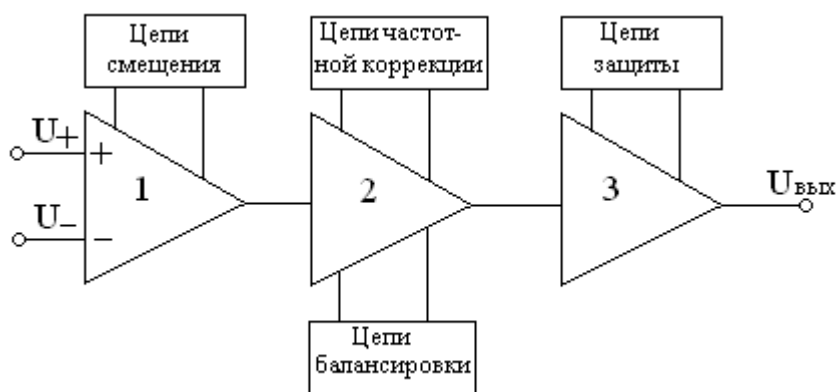 Цепи
смещения
Цепи частот-
ной коррекции
Цепи
защиты
U+
+
1
2
3
Uвых
U−
−
Цепи
балансировки